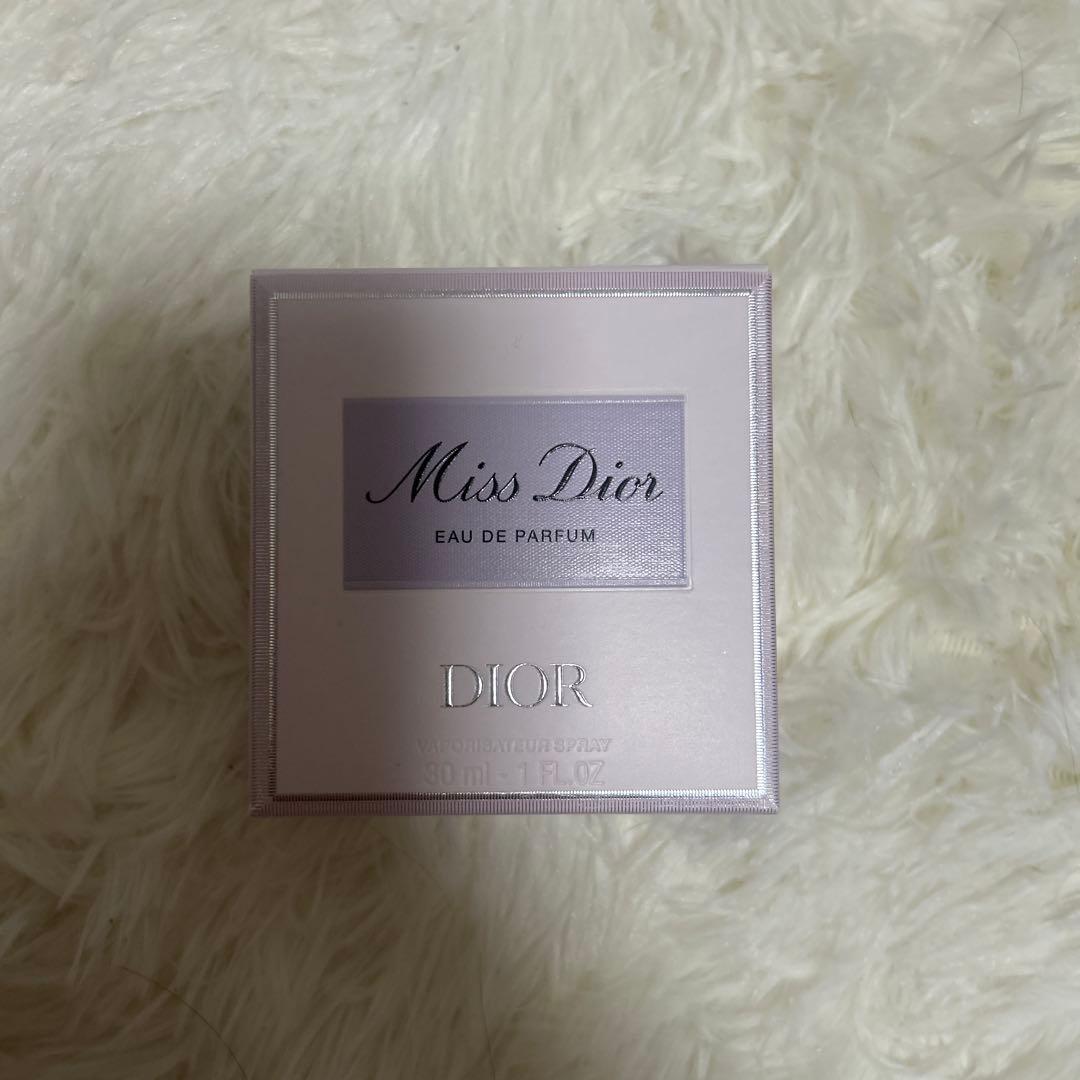 Miss Dior
EAU DE PARFUM
DIOR
VAPORISATEUR SPRAY
30 ml - 1 FL.OZ